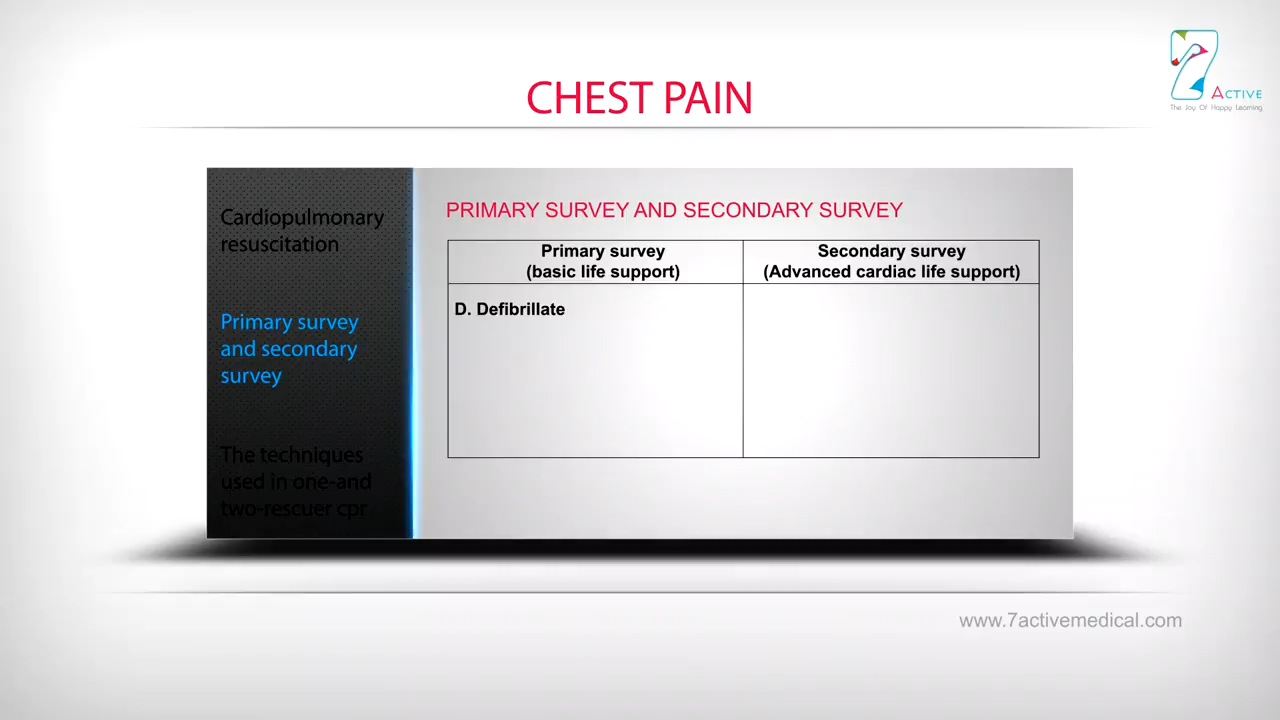 CHEST PAIN
7
ACTIVE
The Joy Of Happy Learning
Cardiopulmonary
resuscitation
Primary survey
and secondary
survey
The techniques
used in one-and
two-rescuer cpr
PRIMARY SURVEY AND SECONDARY SURVEY
Primary survey
(basic life support)
Secondary survey
(Advanced cardiac life support)
D. Defibrillate
www.7activemedical.com